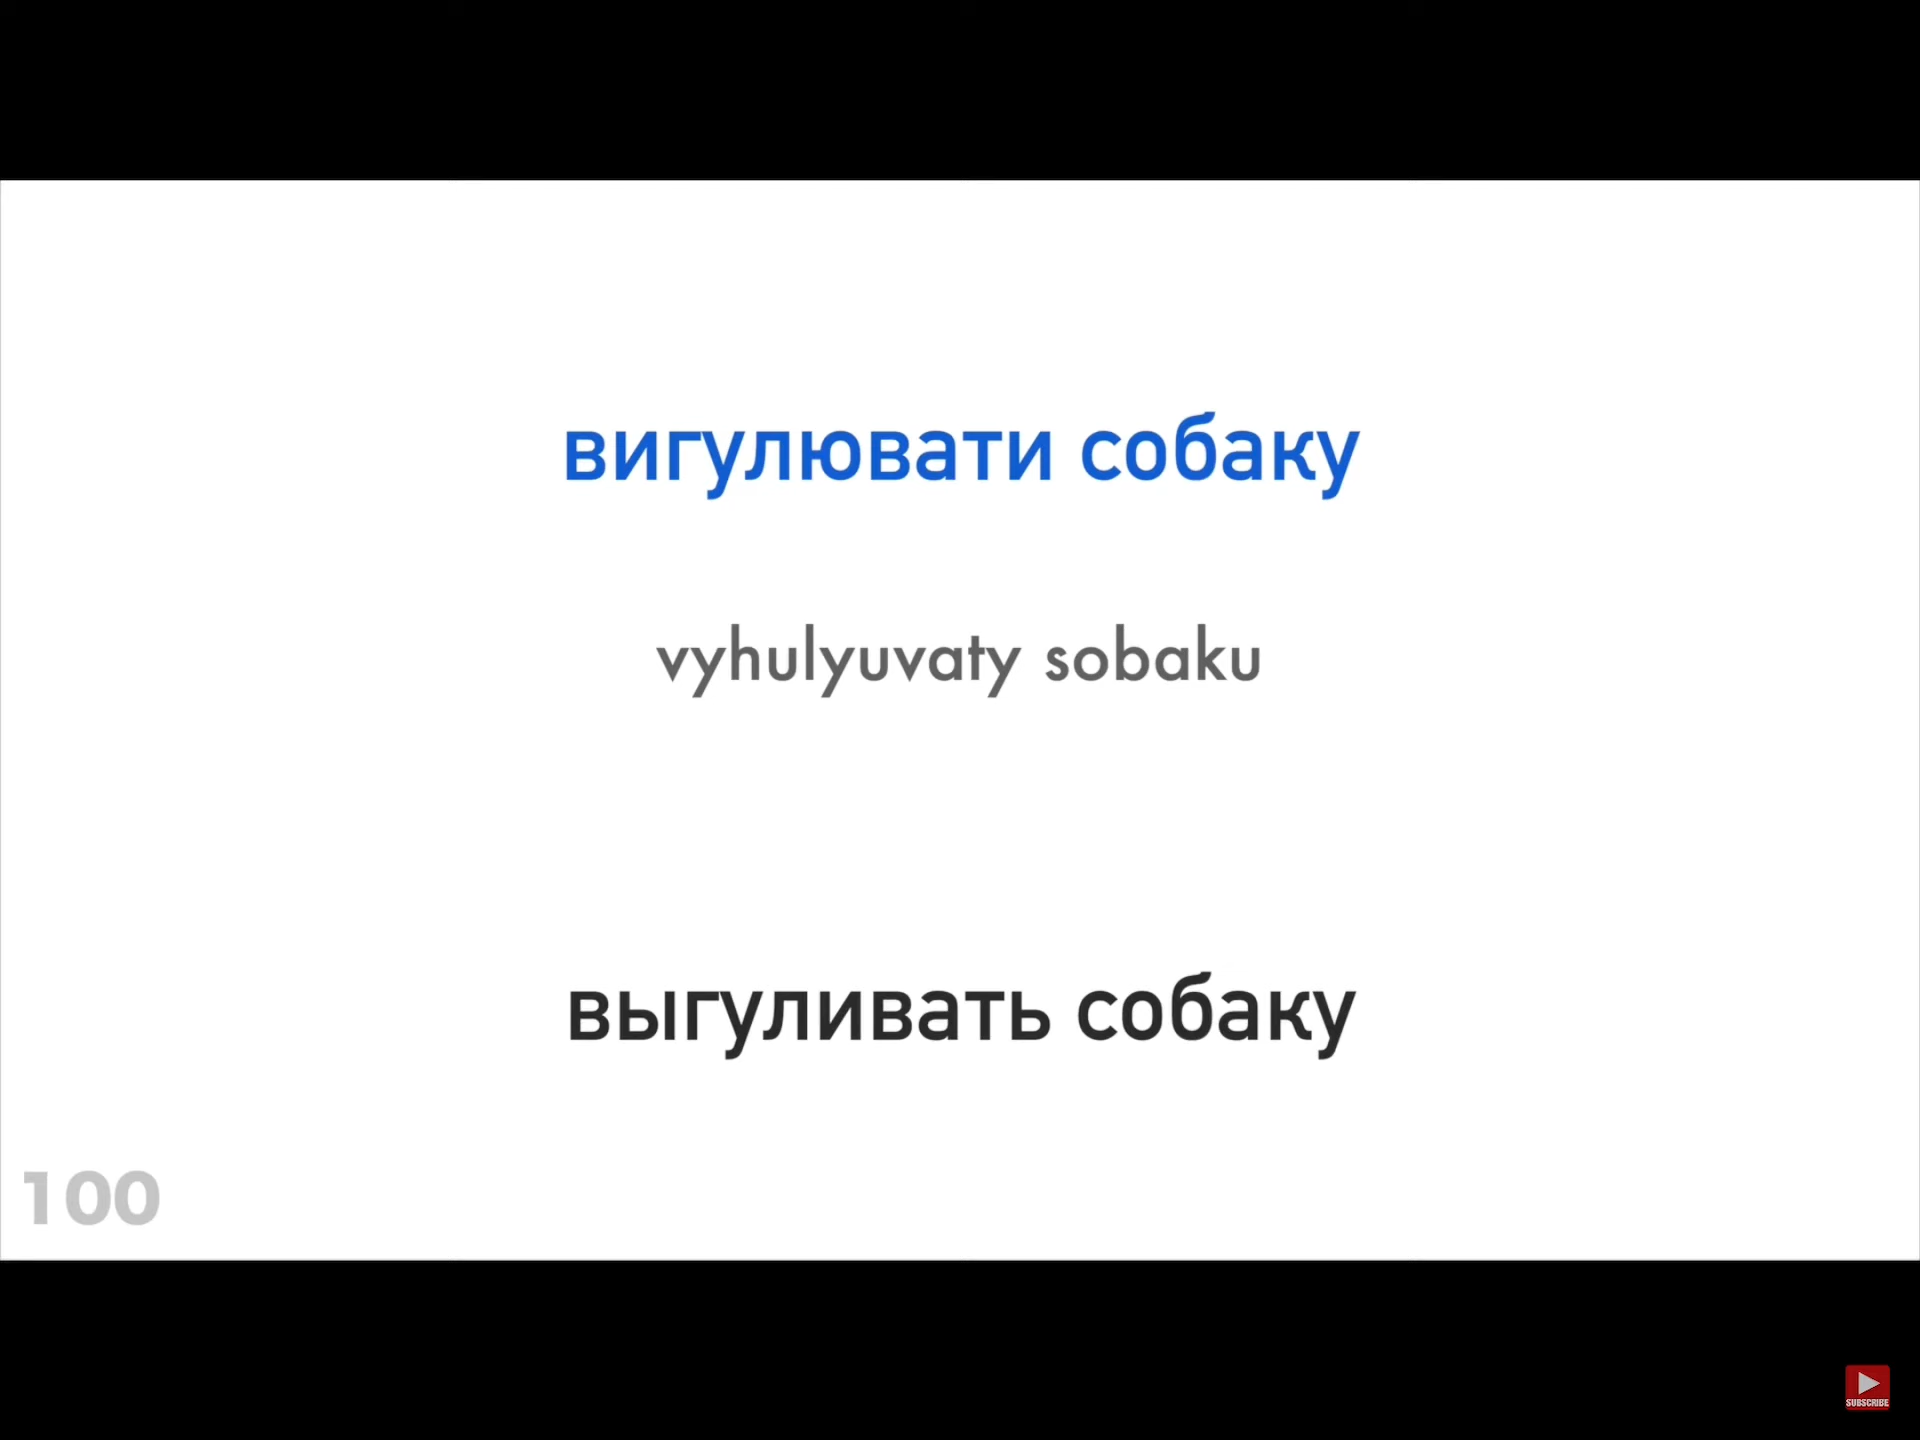 вигулювати собаку
vyhulyuvaty sobaku
выгуливать собаку
100
SUBSCRIBE